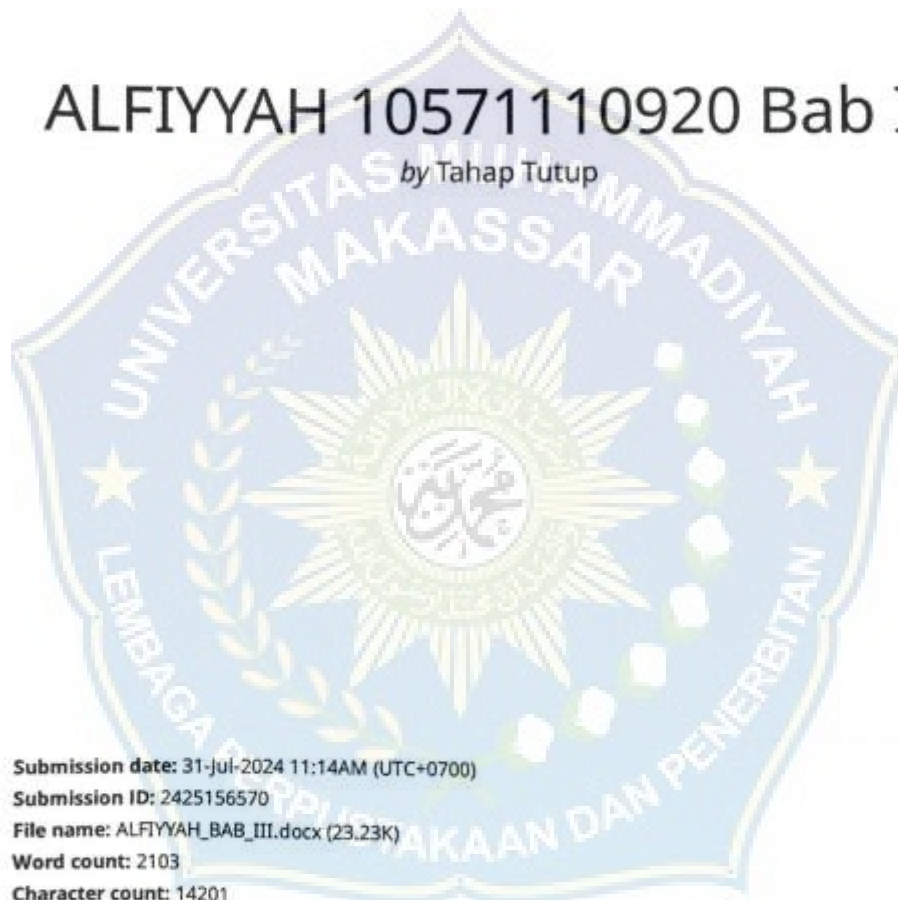 ALFIYYAH 10571110920 Bab
by Tahap Tutup
UNIVERSITAS MUHAMMADIYAH
MAKASSAR
LEMBAGA PERPUSTAKAAN DAN PENERBITAN
Submission date: 31-Jul-2024 11:14AM (UTC+0700)
Submission ID: 2425156570
File name: ALFIYYAH_BAB_III.docx (23.23K)
Word count: 2103
Character count: 14201